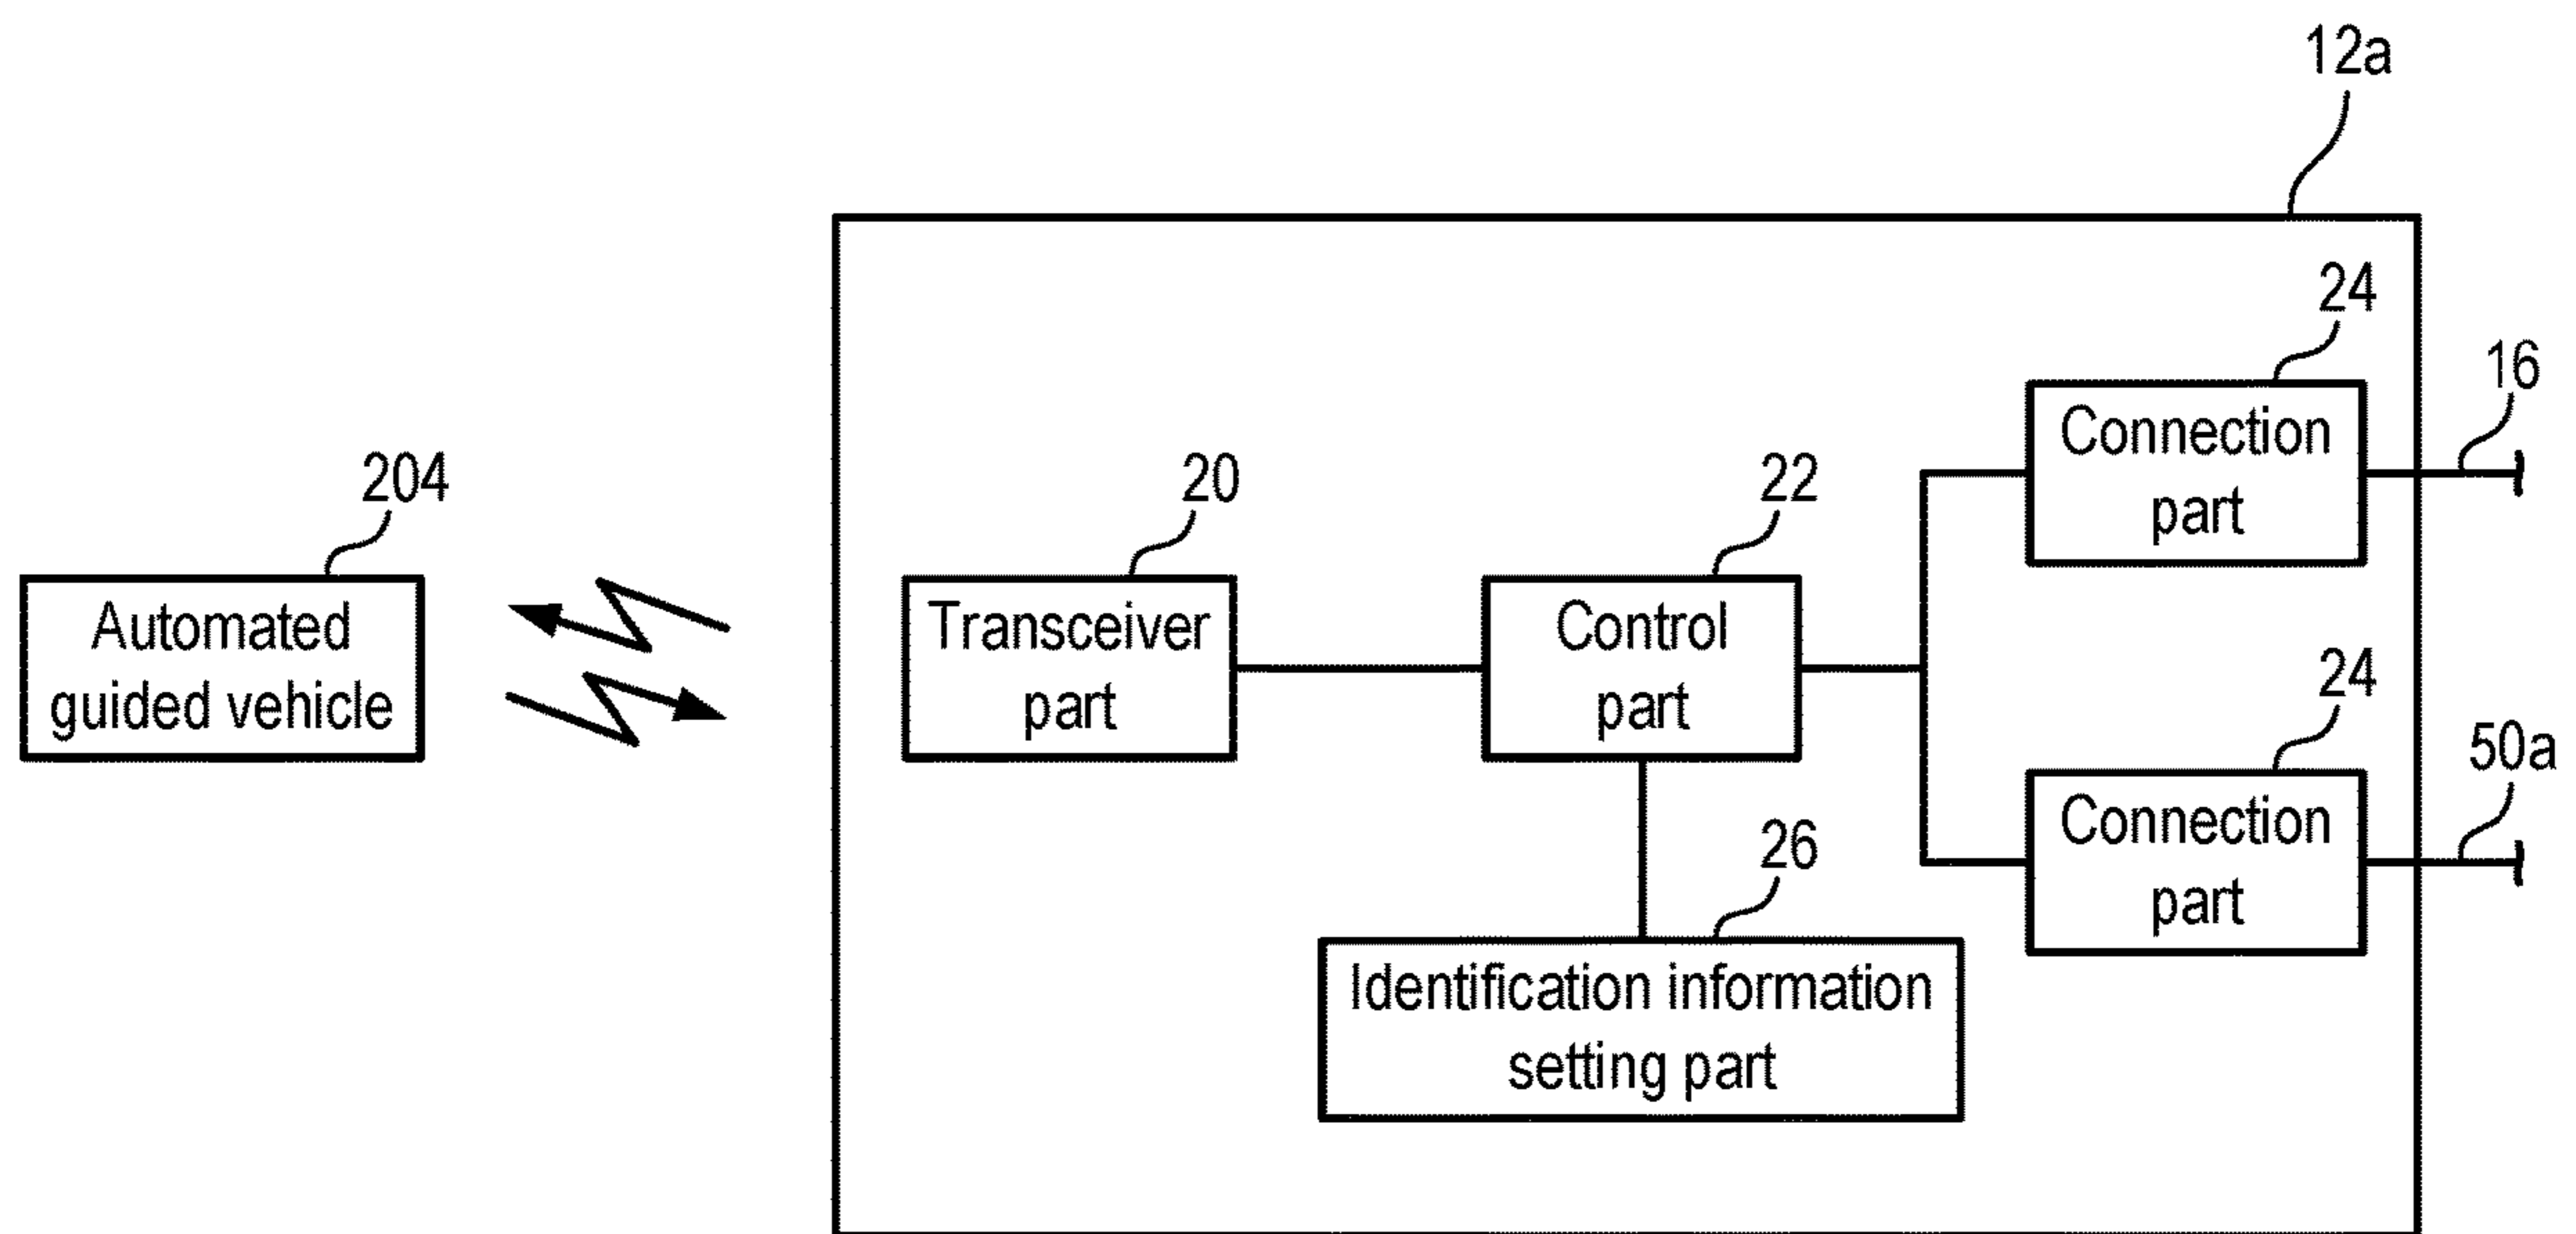 12a
24
16
Connection
part
204
20
22
Automated
guided vehicle
Transceiver
part
Control
part
24
50a
Connection
part
26
Identification information
setting part